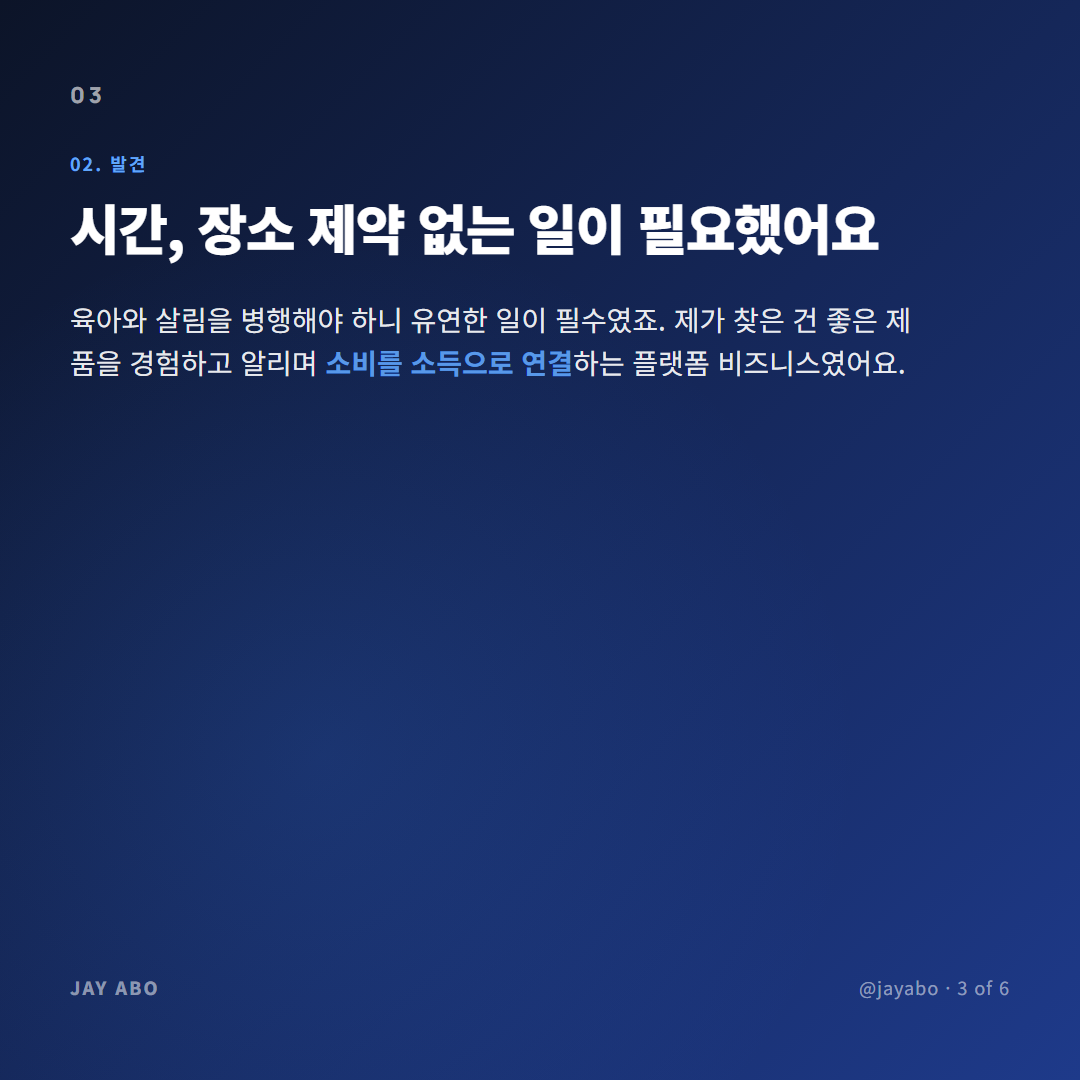 03
02. 발견
시간, 장소 제약 없는 일이 필요했어요
육아와 살림을 병행해야 하니 유연한 일이 필수였죠. 제가 찾은 건 좋은 제
품을 경험하고 알리며 소비를 소득으로 연결하는 플랫폼 비즈니스였어요.
JAY ABO
@jayabo · 3 of 6